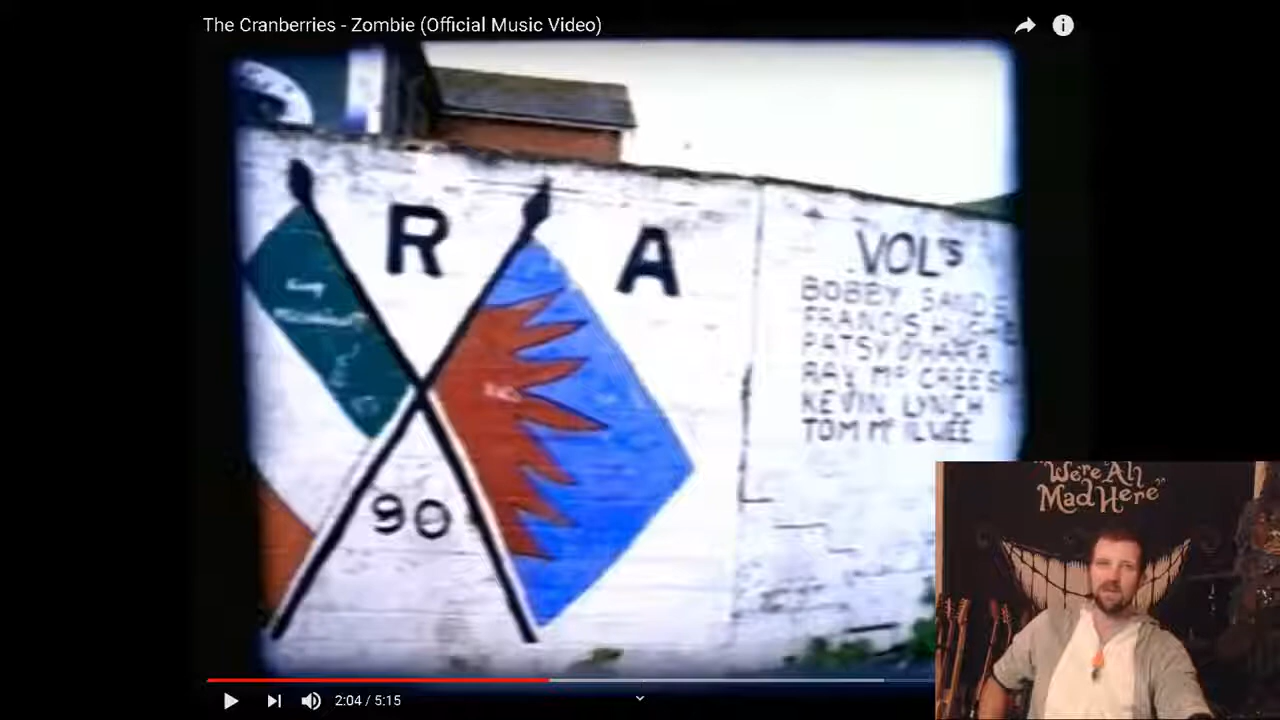 The Cranberries - Zombie (Official Music Video)
R A
VOL'S
BOBBY SANDS
FRANCIS HUGHE
PATSY O'HARA
RAY Mc CREESH
KEVIN LYNCH
TOM Mc ILWEE
90
"We're All
Mad Here"
2:04 / 5:15